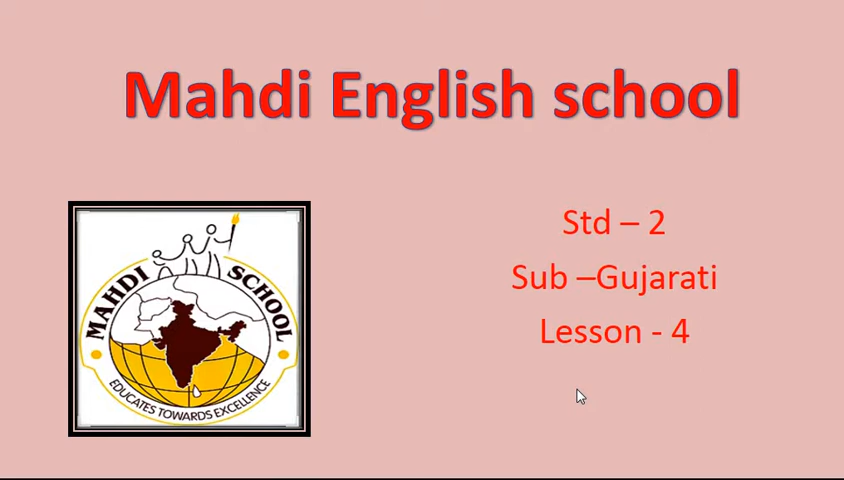 Mahdi English school
Std – 2
Sub –Gujarati
Lesson - 4
MAHDI SCHOOL
EDUCATES TOWARDS EXCELLENCE